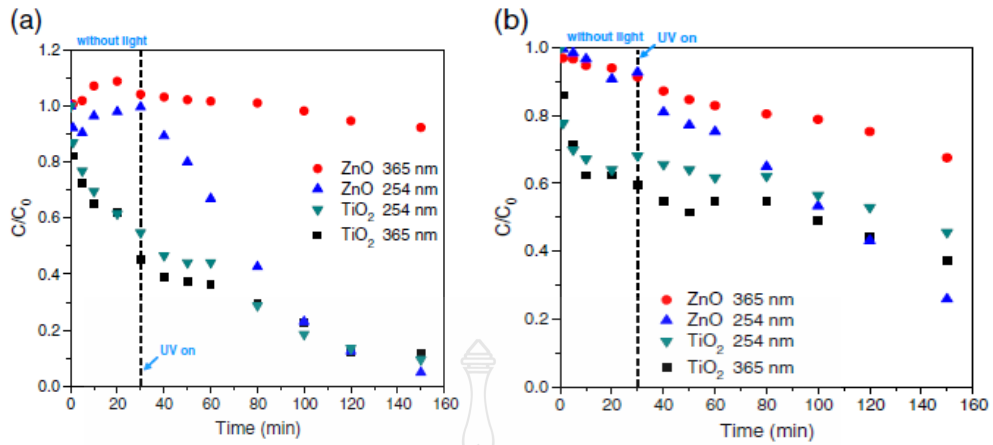 (a)
without light
1.2
1.0
0.8
0.6
0.4
0.2
0.0
C/C0
ZnO 365 nm
ZnO 254 nm
TiO2 254 nm
TiO2 365 nm
UV on
0 20 40 60 80 100 120 140 160
Time (min)
(b)
without light
UV on
1.0
0.8
0.6
0.4
0.2
0.0
C/C0
ZnO 365 nm
ZnO 254 nm
TiO2 254 nm
TiO2 365 nm
0 20 40 60 80 100 120 140 160
Time (min)